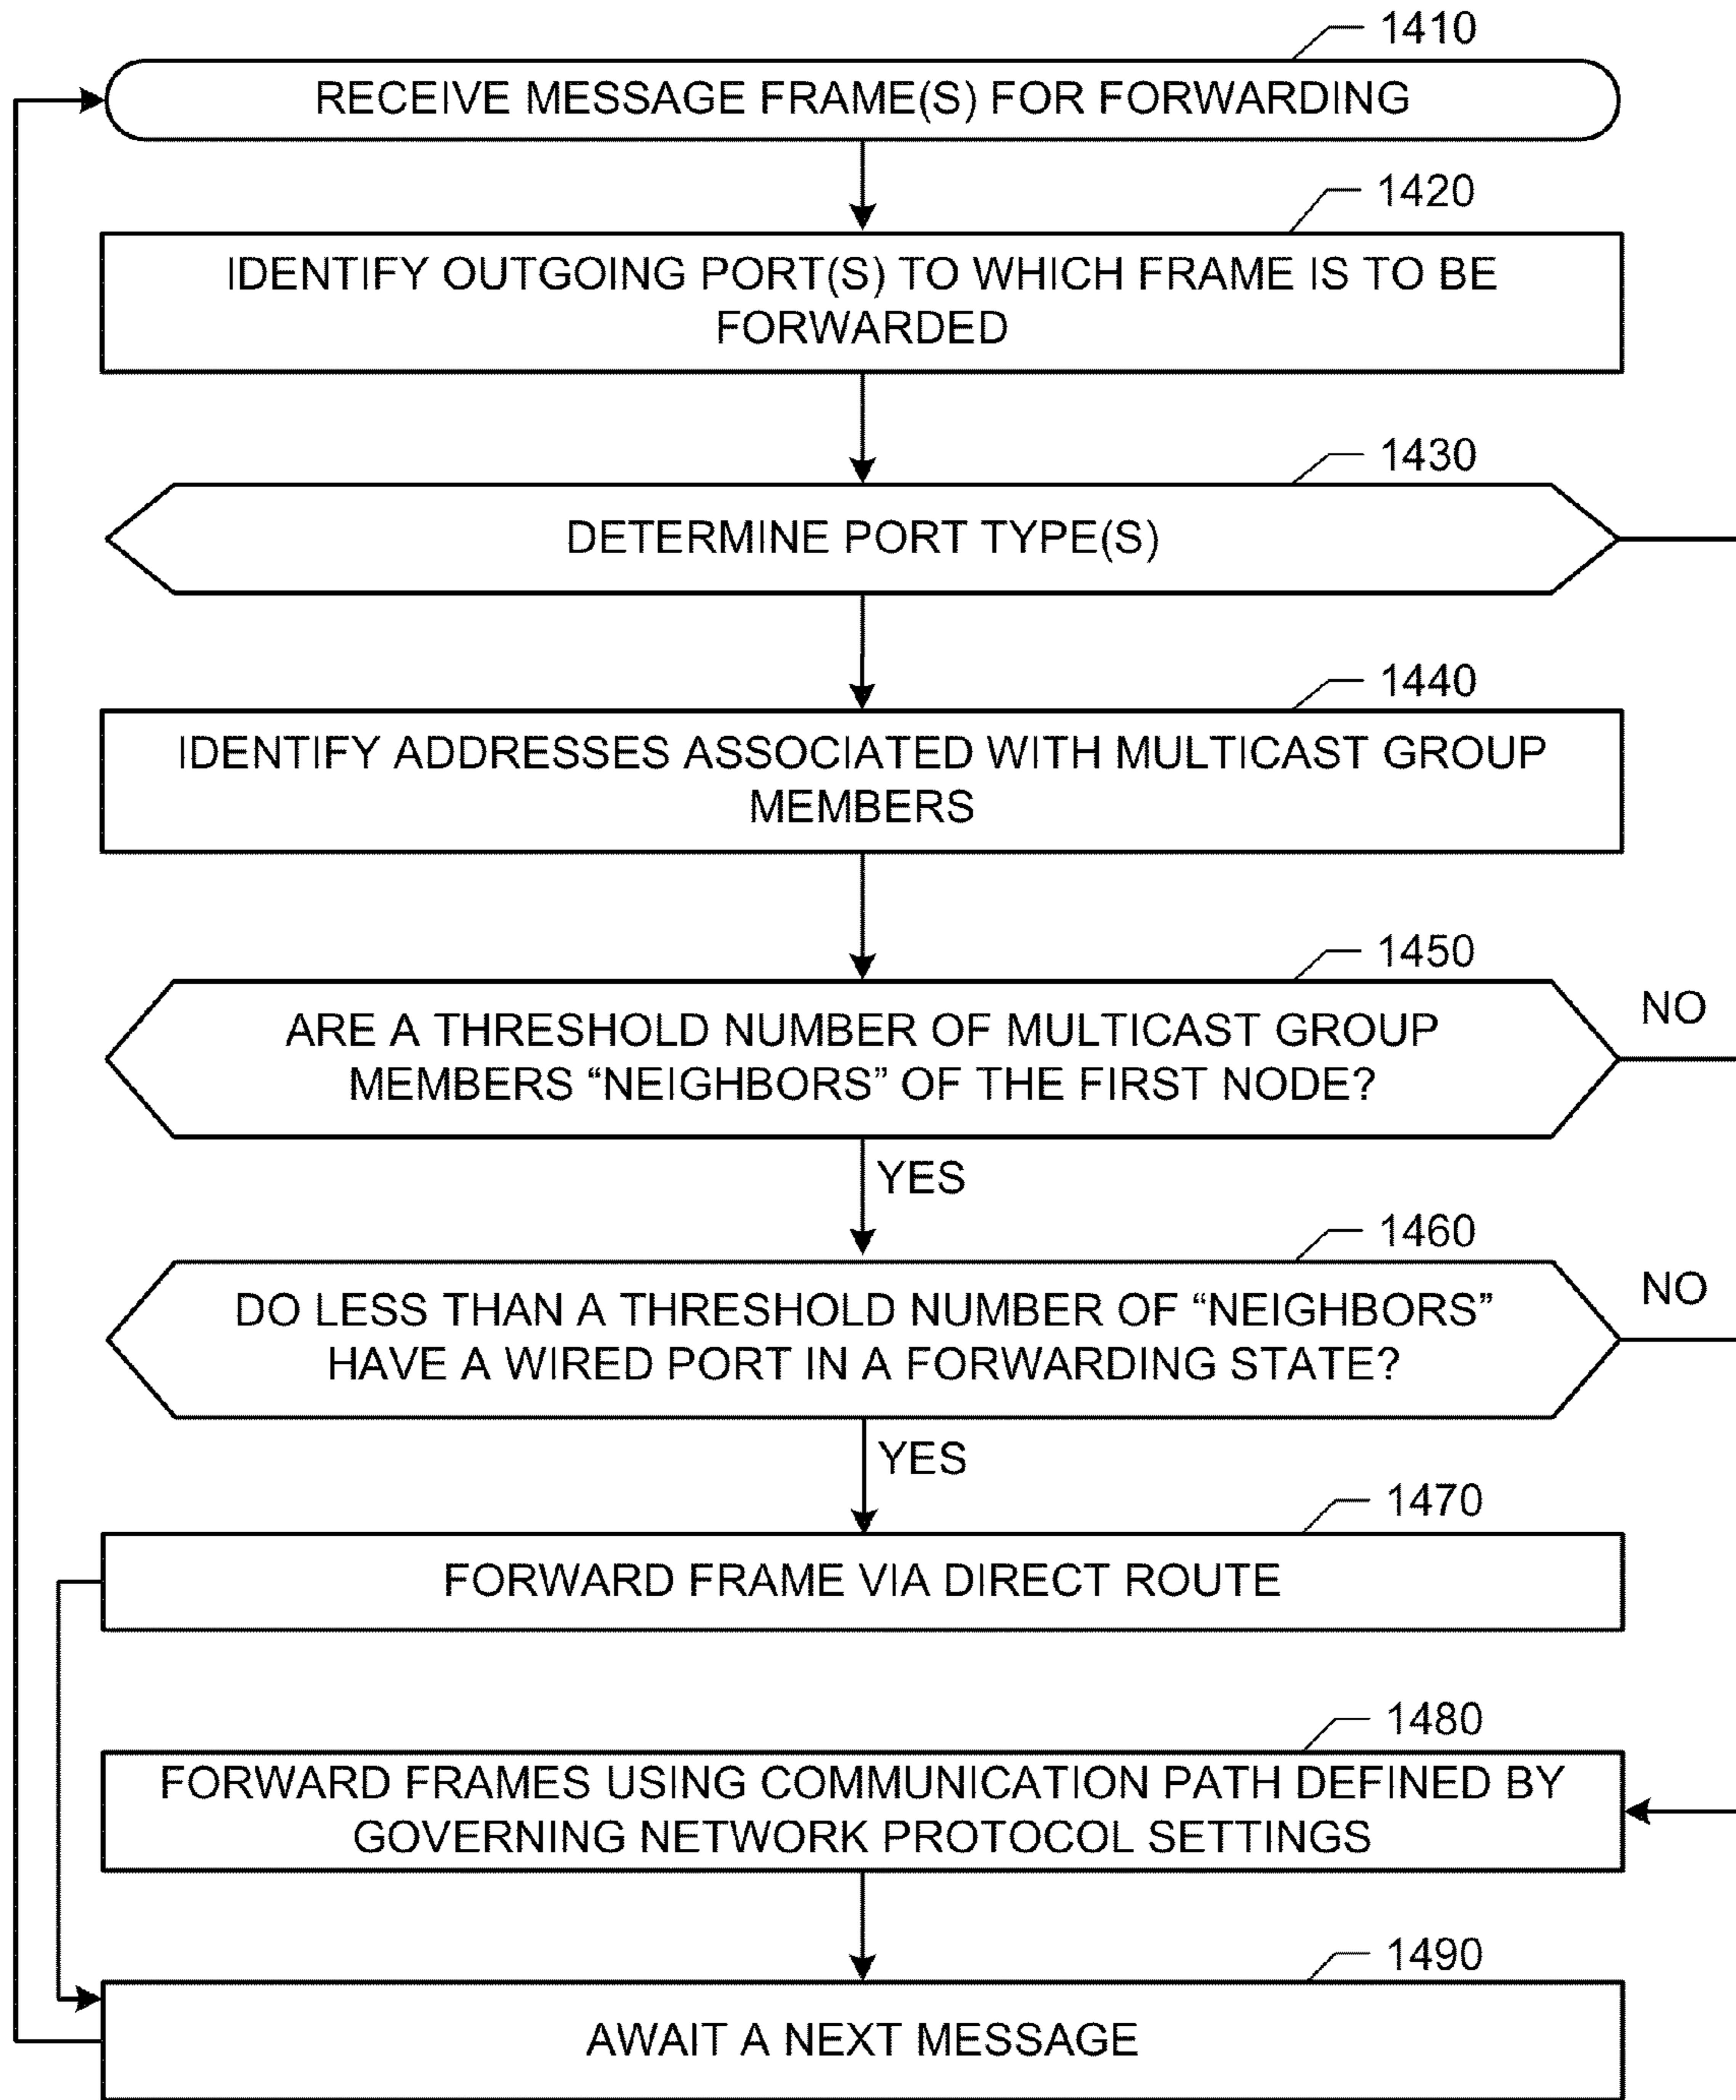 1410
RECEIVE MESSAGE FRAME(S) FOR FORWARDING
1420
IDENTIFY OUTGOING PORT(S) TO WHICH FRAME IS TO BE
FORWARDED
1430
DETERMINE PORT TYPE(S)
1440
IDENTIFY ADDRESSES ASSOCIATED WITH MULTICAST GROUP
MEMBERS
1450
NO
ARE A THRESHOLD NUMBER OF MULTICAST GROUP
MEMBERS “NEIGHBORS” OF THE FIRST NODE?
YES
1460
NO
DO LESS THAN A THRESHOLD NUMBER OF “NEIGHBORS”
HAVE A WIRED PORT IN A FORWARDING STATE?
YES
1470
FORWARD FRAME VIA DIRECT ROUTE
1480
FORWARD FRAMES USING COMMUNICATION PATH DEFINED BY
GOVERNING NETWORK PROTOCOL SETTINGS
1490
AWAIT A NEXT MESSAGE